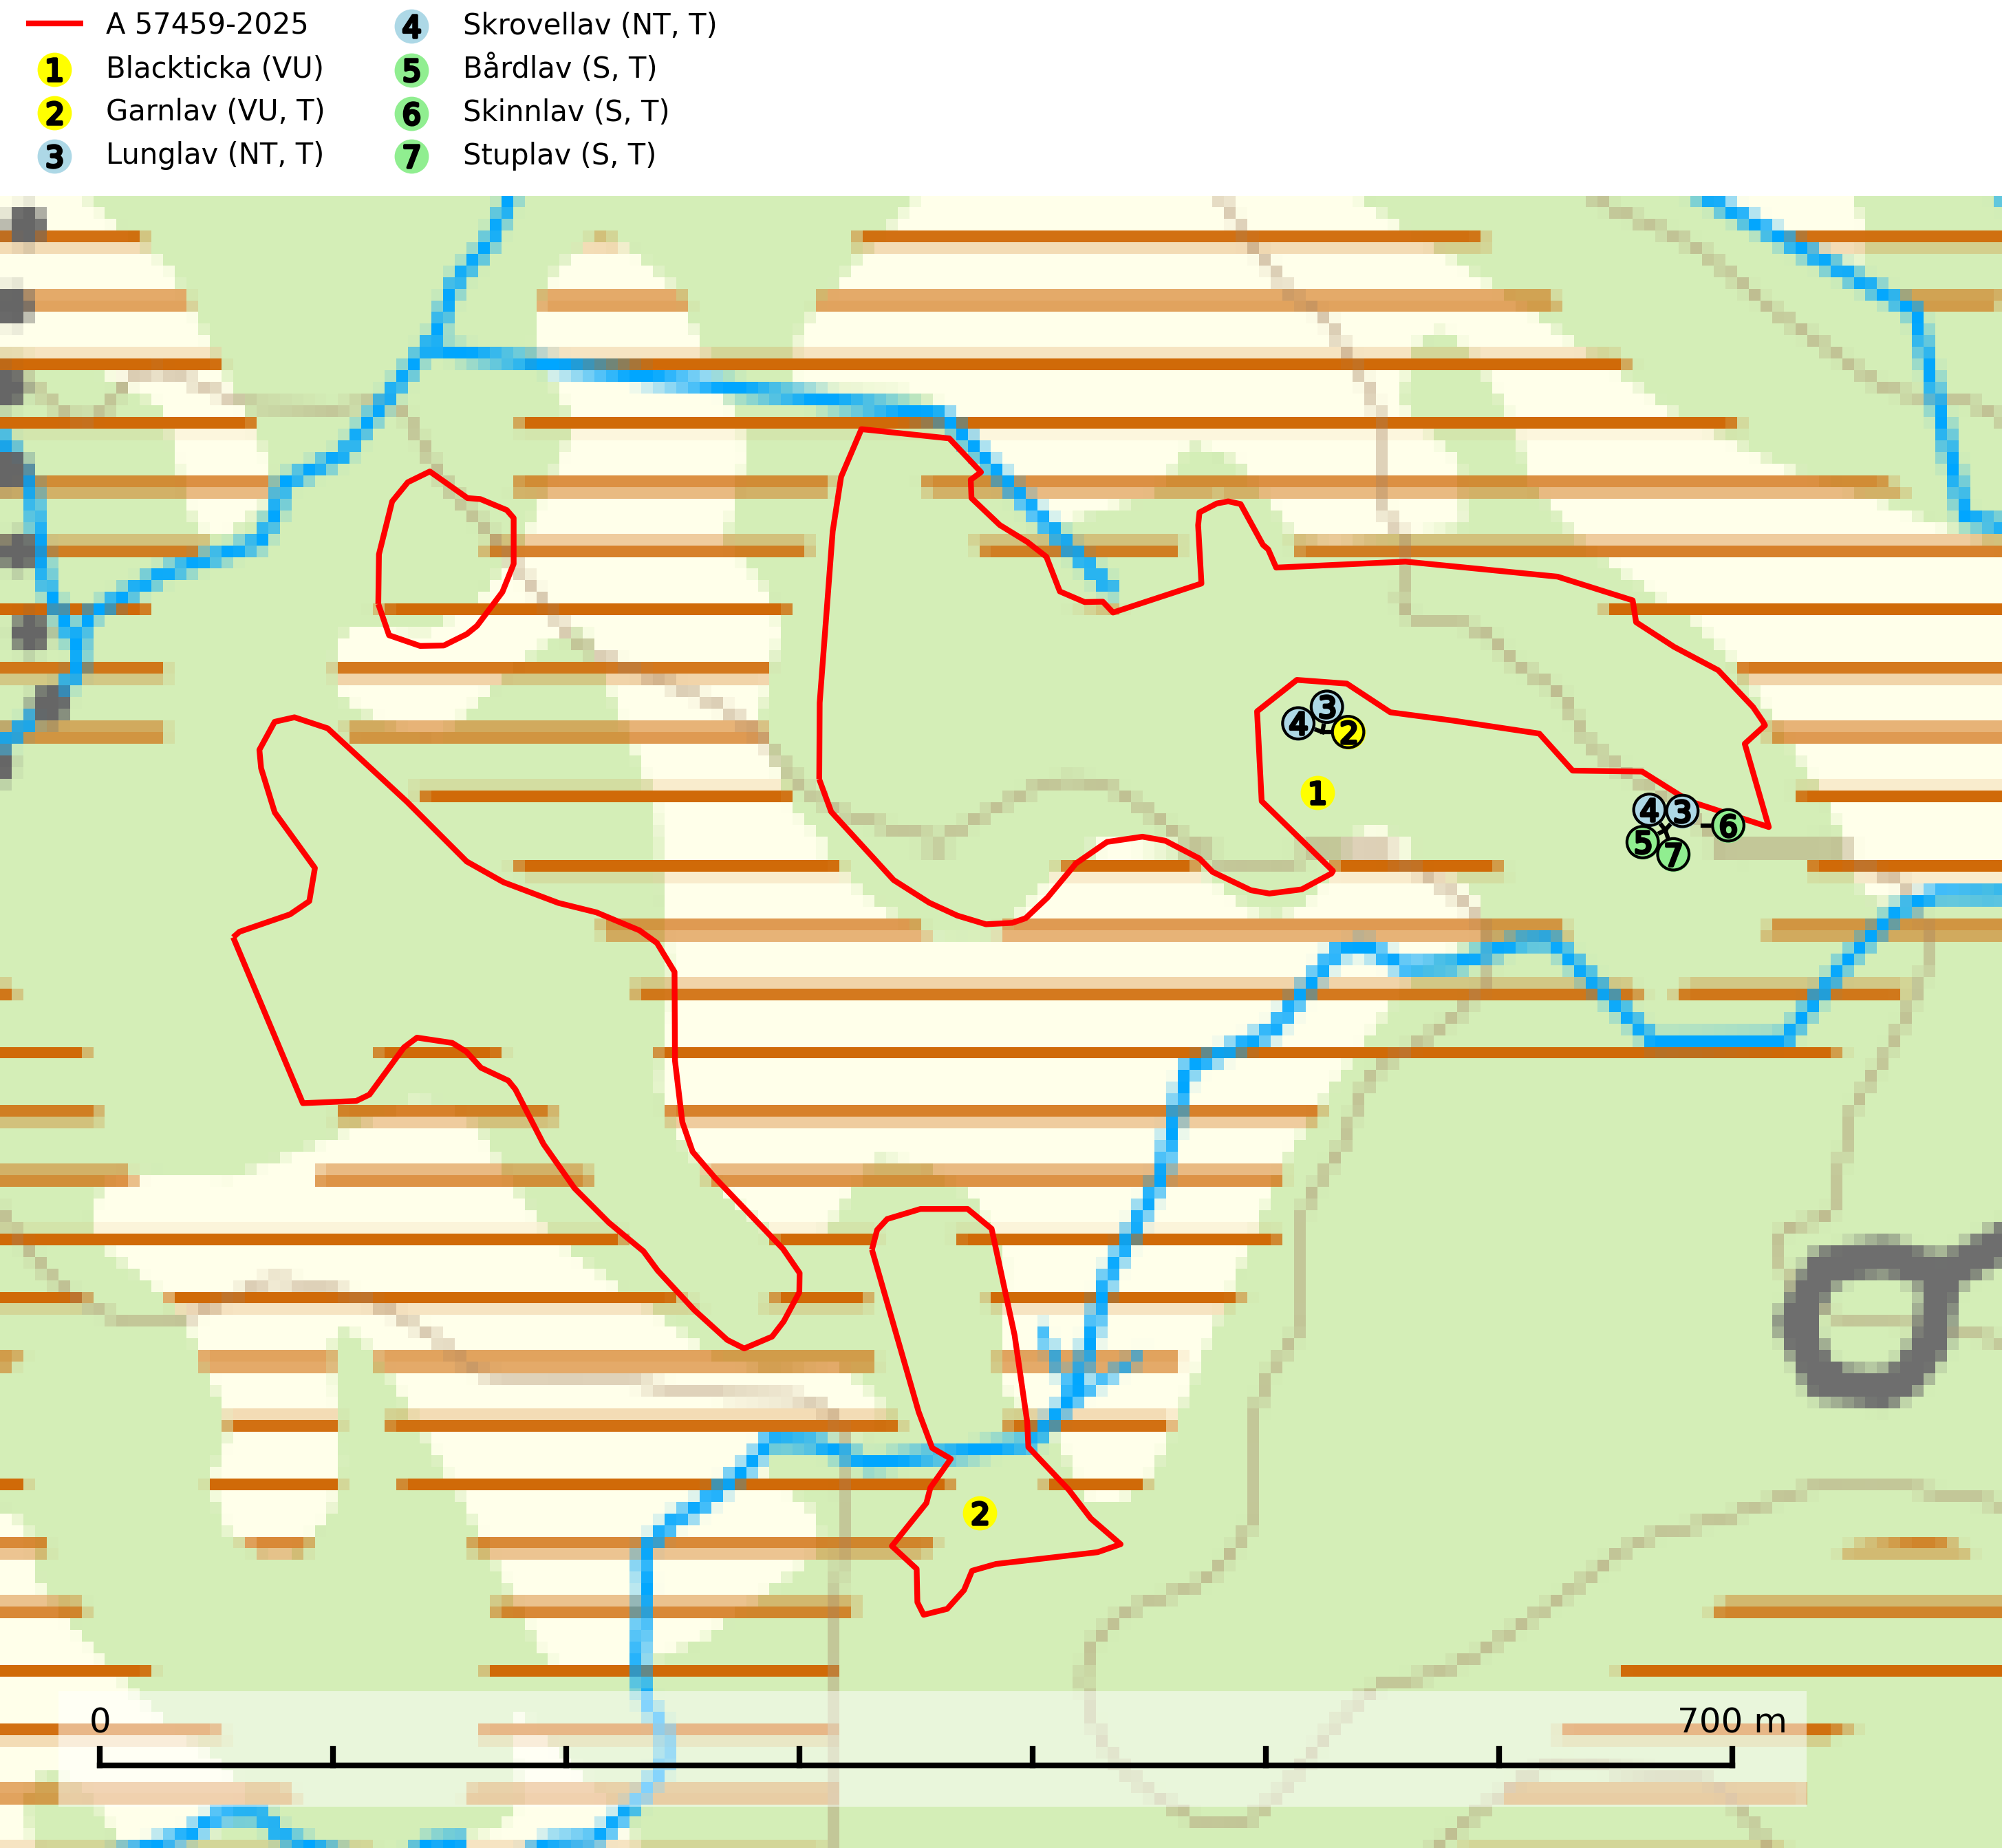 A 57459-2025
1 Blackticka (VU)
2 Garnlav (VU, T)
3 Lunglav (NT, T)
4 Skrovellav (NT, T)
5 Bårdlav (S, T)
6 Skinnlav (S, T)
7 Stuplav (S, T)
3
4
2
1
4
3
6
5
7
2
0
700 m